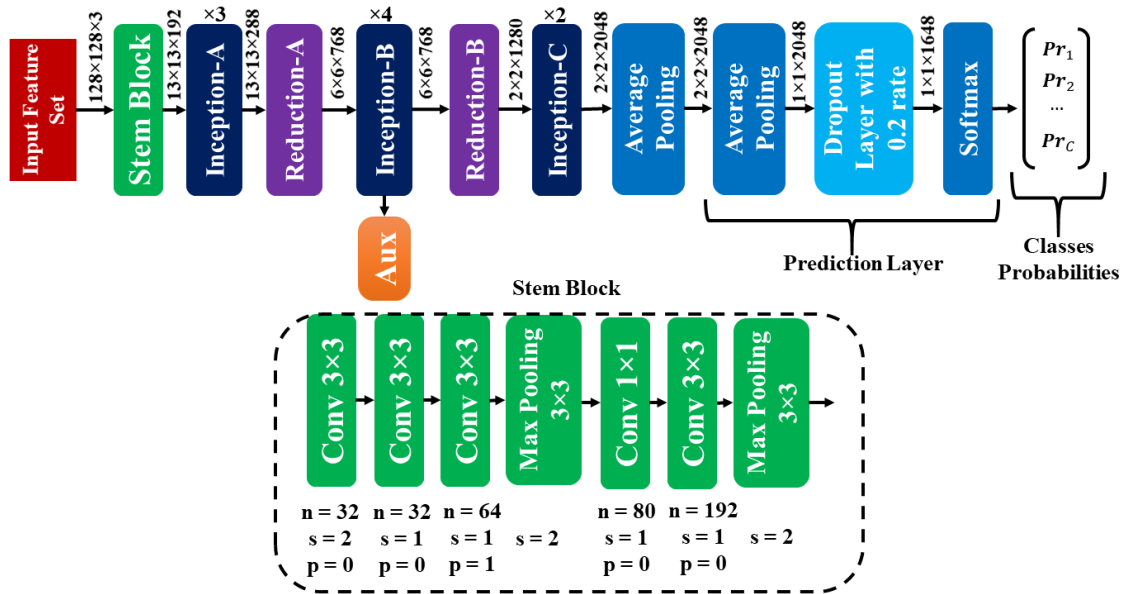 ×3
×4
×2
Input Feature
Set
128×128×3
Stem Block
13×13×192
Inception-A
13×13×288
Reduction-A
6×6×768
Inception-B
6×6×768
Reduction-B
2×2×1280
Inception-C
2×2×2048
Average
Pooling
2×2×2048
Average
Pooling
1×1×2048
Dropout
Layer with
0.2 rate
1×1×1648
Softmax
Pr₁
Pr₂
...
Pr_C
Aux
Prediction Layer
Classes
Probabilities
Stem Block
Conv 3×3
Conv 3×3
Conv 3×3
Max Pooling
3×3
Conv 1×1
Conv 3×3
Max Pooling
3×3
n = 32
s = 2
p = 0
n = 32
s = 1
p = 0
n = 64
s = 1
p = 1
s = 2
n = 80
s = 1
p = 0
n = 192
s = 1
p = 0
s = 2